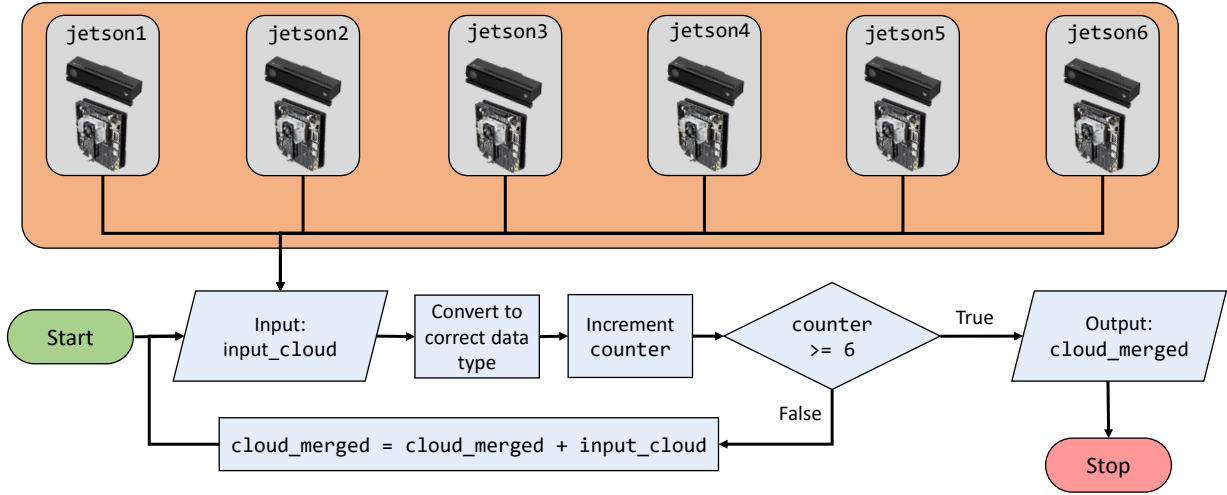 jetson1
jetson2
jetson3
jetson4
jetson5
jetson6
Start
Input:
input_cloud
Convert to
correct data
type
Increment
counter
counter
>= 6
True
Output:
cloud_merged
False
cloud_merged = cloud_merged + input_cloud
Stop